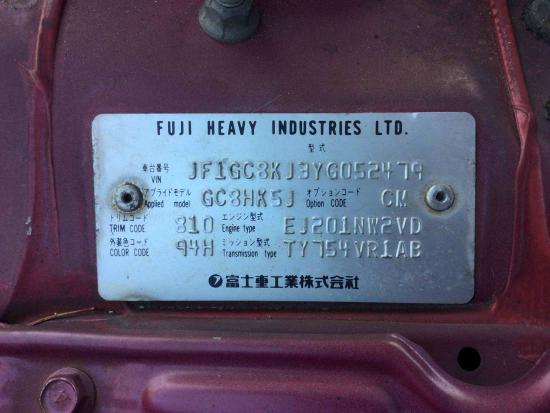 FUJI HEAVY INDUSTRIES LTD.
型式
車台番号 VIN JF1GC8KJ3YG052479
アプライドモデル Applied model GC8HK5J オプションコード Option Code CM
トリムコード TRIM CODE 810 エンジン型式 Engine type EJ201NW2VD
外装色コード COLOR CODE 94H ミッション型式 Transmission type TY754VR1AB
富士重工業株式会社